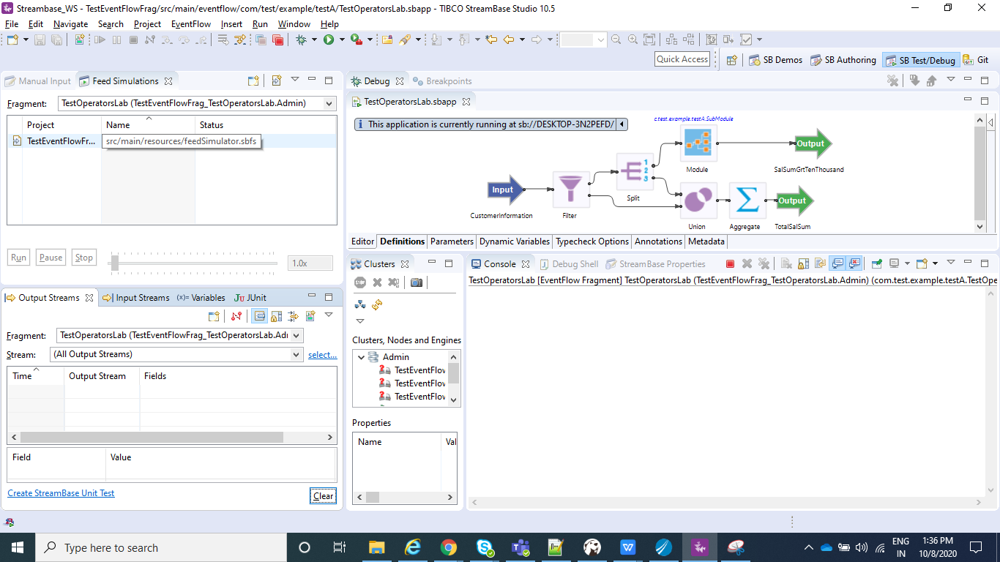 Streambase_WS - TestEventFlowFrag/src/main/eventflow/com/test/example/testA/TestOperatorsLab.sbapp - TIBCO StreamBase Studio 10.5
File Edit Navigate Search Project EventFlow Insert Run Window Help
Quick Access SB Demos SB Authoring SB Test/Debug Git
Manual Input Feed Simulations
Fragment: TestOperatorsLab (TestEventFlowFrag_TestOperatorsLab.Admin)
Project Name Status
TestEventFlowFr... src/main/resources/feedSimulator.sbfs
Run Pause Stop 1.0x
Debug Breakpoints
TestOperatorsLab.sbapp
This application is currently running at sb://DESKTOP-3N2PEFD/
c.test.example.testA.SubModule
Output
Module
SalSumGrtTenThousand
1
2
3
Split
Input
CustomerInformation
Filter
Union
Aggregate
Output
TotalSalSum
Editor Definitions Parameters Dynamic Variables Typecheck Options Annotations Metadata
Output Streams Input Streams (x)= Variables Ju JUnit
Fragment: TestOperatorsLab (TestEventFlowFrag_TestOperatorsLab.Adı
Stream: (All Output Streams) select...
Time Output Stream Fields
Field Value
Create StreamBase Unit Test Clear
Clusters
STOP
Clusters, Nodes and Engines
Admin
TestEventFlov
TestEventFlov
TestEventFlov
Properties
Name Val
Console Debug Shell StreamBase Properties
TestOperatorsLab [EventFlow Fragment] TestOperatorsLab (TestEventFlowFrag_TestOperatorsLab.Admin) (com.test.example.testA.TestOpe
Type here to search
ENG
IN
1:36 PM
10/8/2020